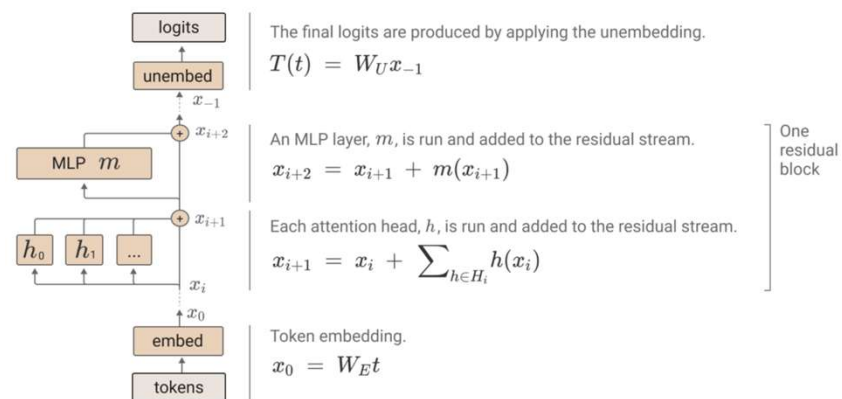 logits
The final logits are produced by applying the unembedding.
T(t) = W_U x_{-1}
unembed
x_{-1}
x_{i+2}
An MLP layer, m, is run and added to the residual stream.
One residual block
MLP m
x_{i+2} = x_{i+1} + m(x_{i+1})
x_{i+1}
Each attention head, h, is run and added to the residual stream.
h_0
h_1
...
x_{i+1} = x_i + ∑_{h∈H_i} h(x_i)
x_i
x_0
embed
Token embedding.
x_0 = W_E t
tokens